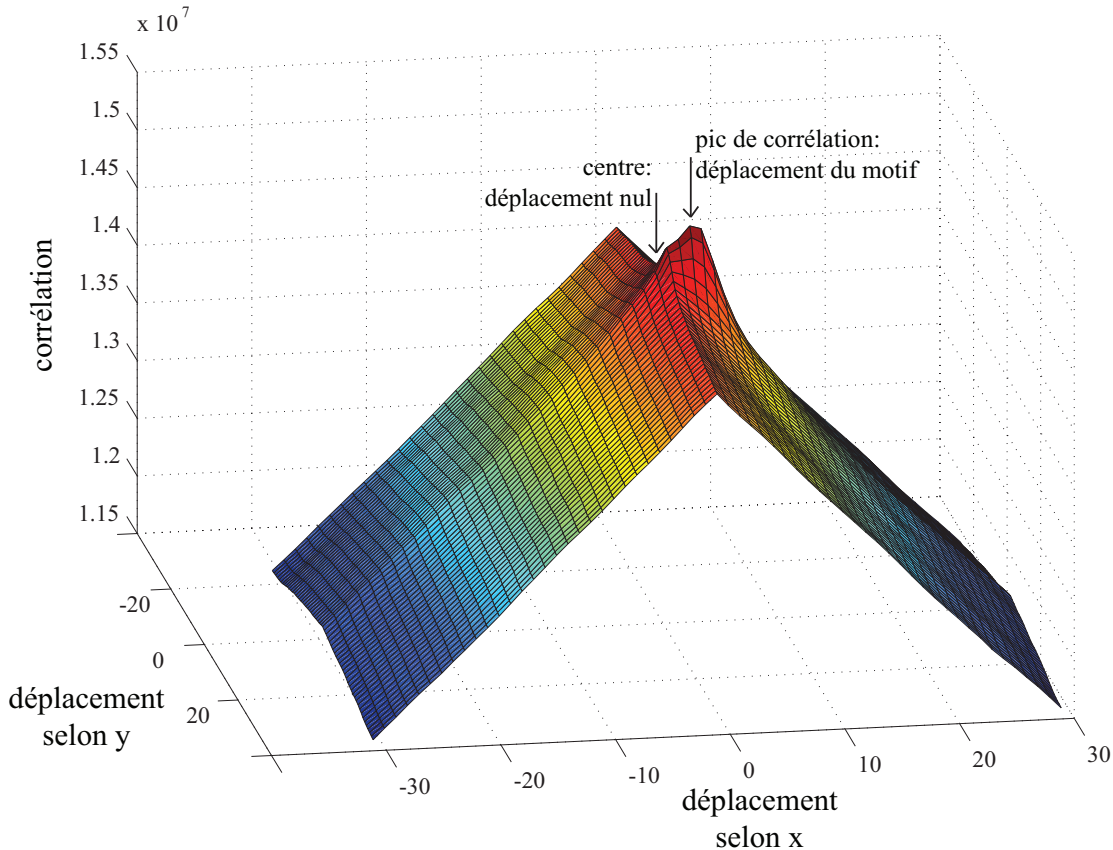 x 10 7
1.55
1.5
1.45
1.4
1.35
1.3
1.25
1.2
1.15
corrélation
pic de corrélation:
déplacement du motif
centre:
déplacement nul
-20
0
20
déplacement
selon y
-30
-20
-10
0
10
20
30
déplacement
selon x